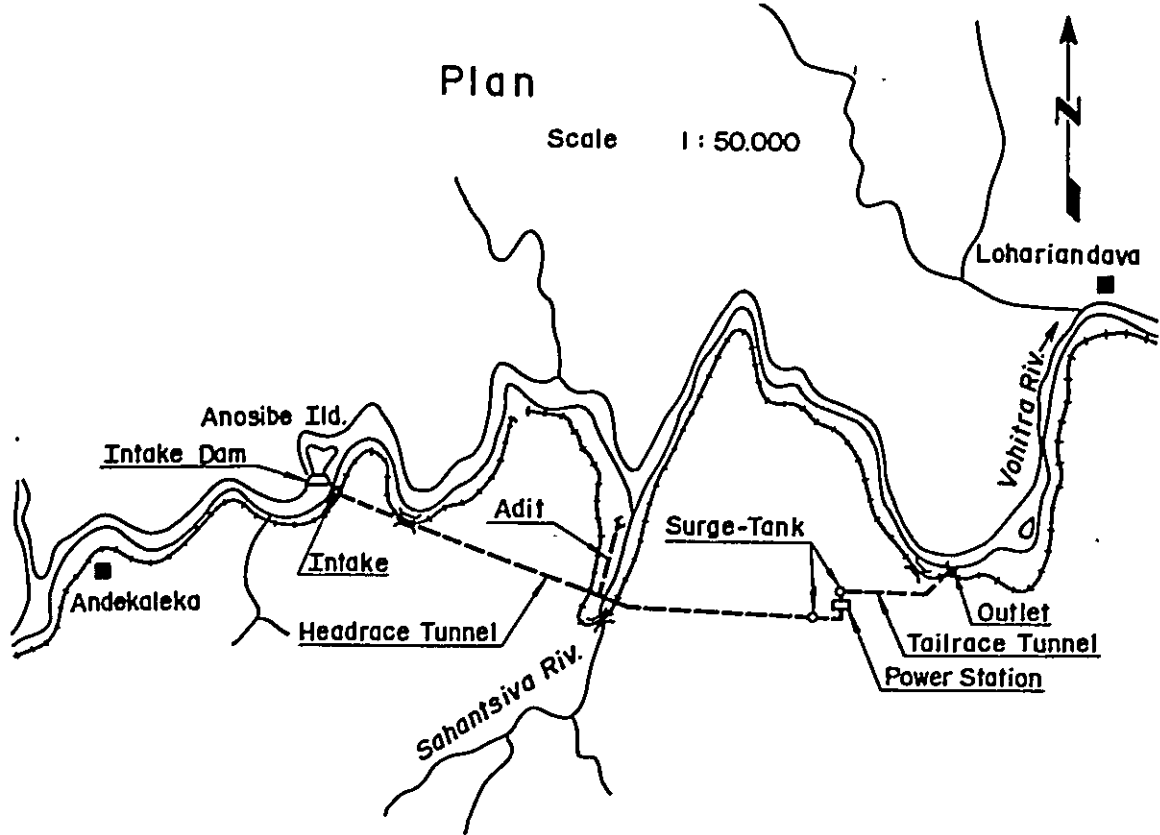 Plan
Scale 1 : 50.000
N
Lohariandava
Vohitra Riv.
Anosibe Ild.
Intake Dam
Adit
Surge-Tank
Intake
Andekaleka
Outlet
Headrace Tunnel
Tailrace Tunnel
Power Station
Sahantsiva Riv.